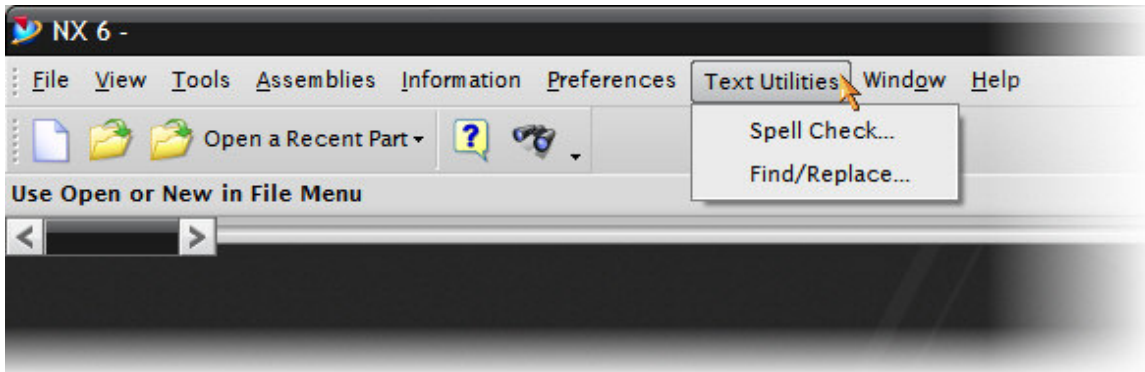 NX 6 -
File View Tools Assemblies Information Preferences Text Utilities Window Help
Open a Recent Part ?
Spell Check...
Find/Replace...
Use Open or New in File Menu